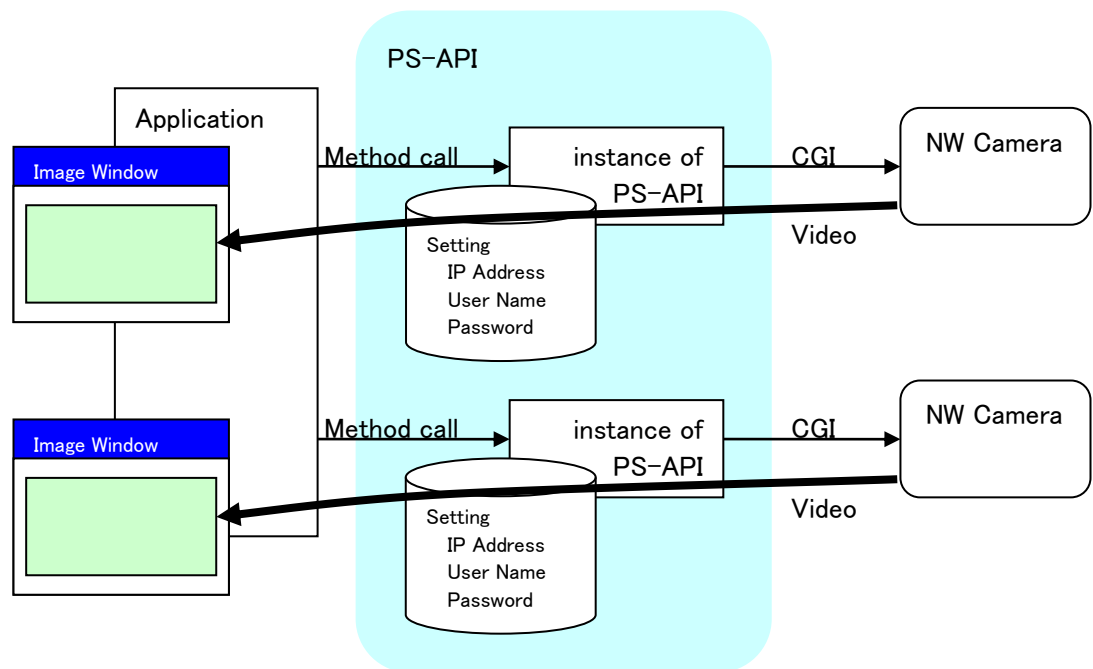 PS-API
Application
Image Window
Method call
instance of
PS-API
CGI
NW Camera
Video
Setting
IP Address
User Name
Password
Image Window
Method call
instance of
PS-API
CGI
NW Camera
Video
Setting
IP Address
User Name
Password